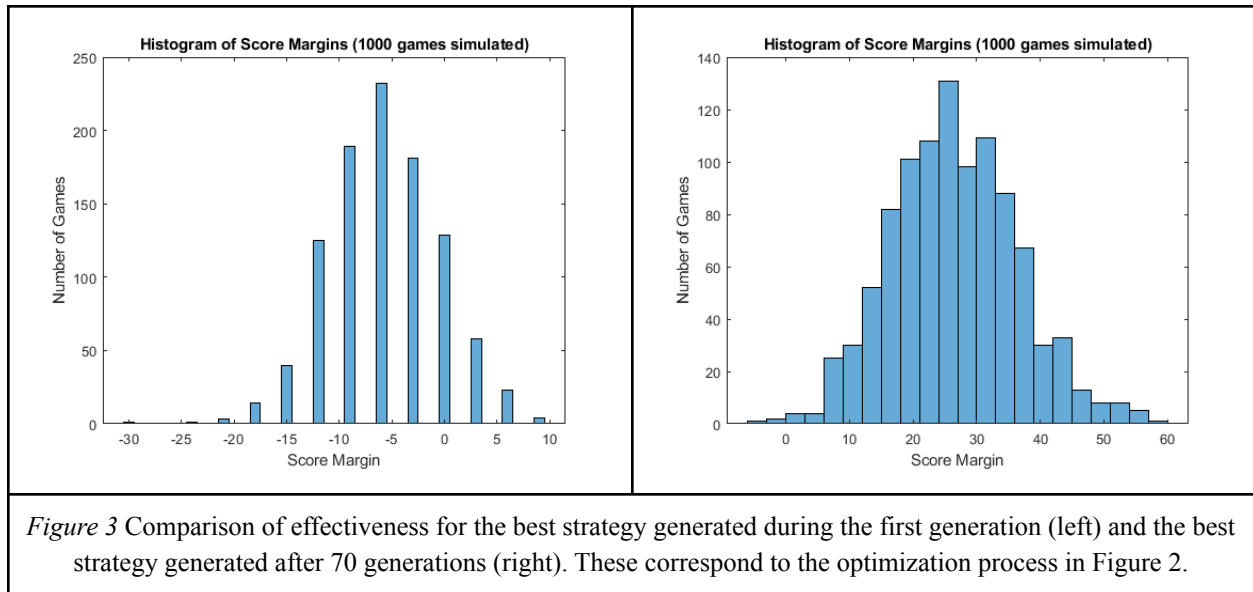 Histogram of Score Margins (1000 games simulated)
250
200
150
100
50
0
Number of Games
-30 -25 -20 -15 -10 -5 0 5 10
Score Margin
Histogram of Score Margins (1000 games simulated)
140
120
100
80
60
40
20
0
Number of Games
0 10 20 30 40 50 60
Score Margin
Figure 3 Comparison of effectiveness for the best strategy generated during the first generation (left) and the best
strategy generated after 70 generations (right). These correspond to the optimization process in Figure 2.